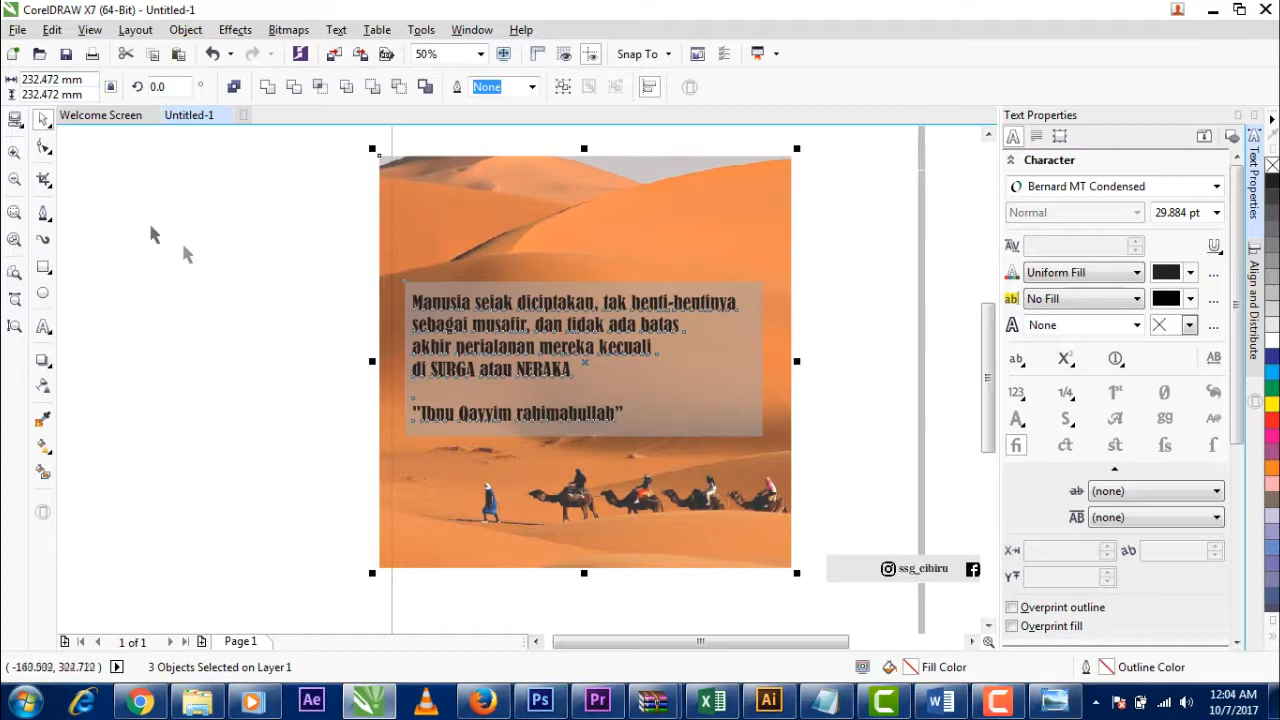 CorelDRAW X7 (64-Bit) - Untitled-1
File Edit View Layout Object Effects Bitmaps Text Table Tools Window Help
50% Snap To
232.472 mm
232.472 mm
0.0 ° None
Welcome Screen Untitled-1
Text Properties
Character
Bernard MT Condensed
Normal 29.884 pt
Uniform Fill
No Fill
None
(none)
(none)
Overprint outline
Overprint fill
Text Properties
Align and Distribute
Manusia sejak diciptakan, tak henti-hentinya
sebagai musafir, dan tidak ada batas
akhir perjalanan mereka kecuali
di SURGA atau NERAKA
"Ibnu Qayyim rahimahullah”
ssg_cibiru
1 of 1 Page 1
3 Objects Selected on Layer 1 Fill Color Outline Color
12:04 AM
10/7/2017